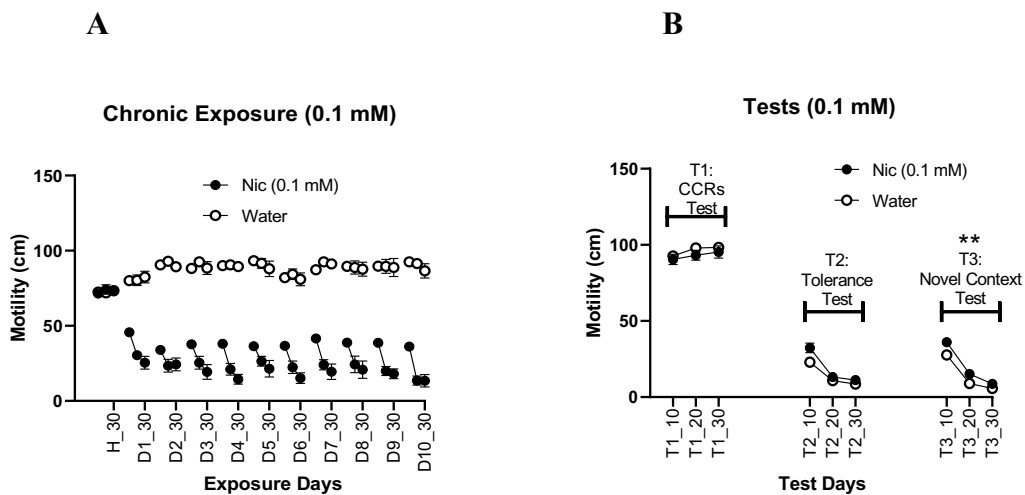 A
Chronic Exposure (0.1 mM)
150
100
50
0
Motility (cm)
Nic (0.1 mM)
Water
H_30
D1_30
D2_30
D3_30
D4_30
D5_30
D6_30
D7_30
D8_30
D9_30
D10_30
Exposure Days
B
Tests (0.1 mM)
150
100
50
0
Motility (cm)
Nic (0.1 mM)
Water
T1:
CCRs
Test
T2:
Tolerance
Test
**
T3:
Novel Context
Test
T1_10
T1_20
T1_30
T2_10
T2_20
T2_30
T3_10
T3_20
T3_30
Test Days